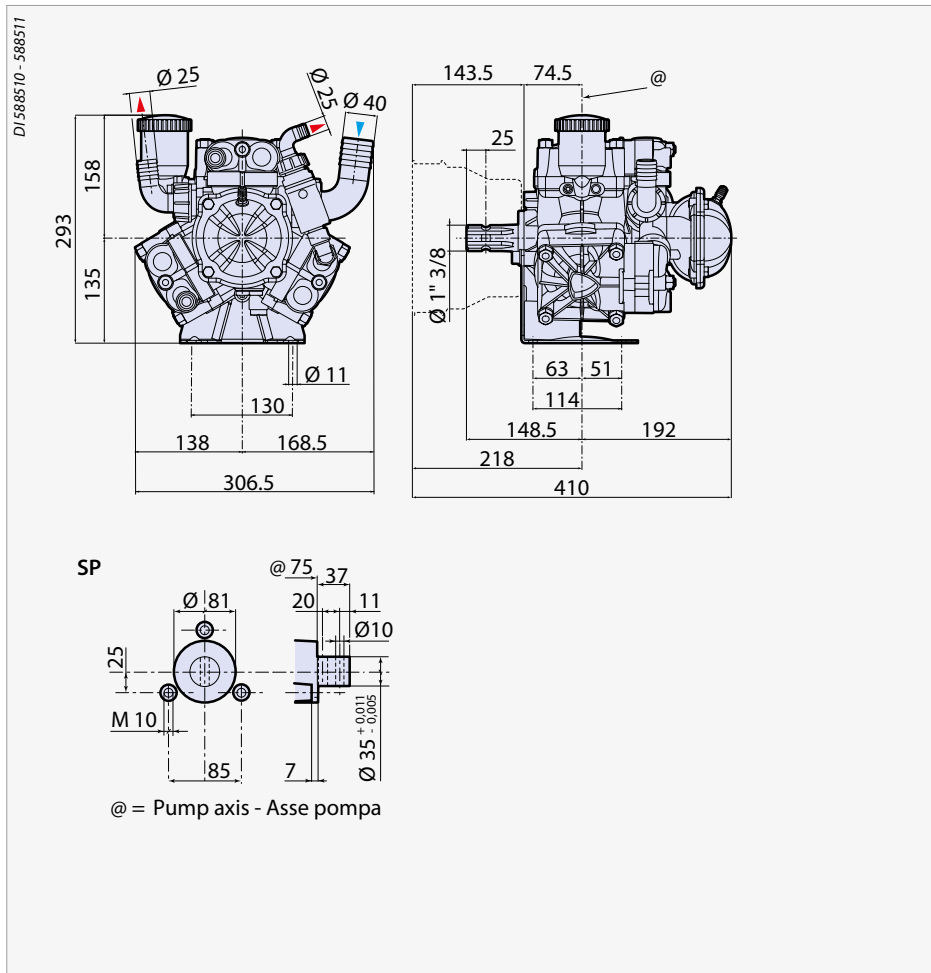 DI 588510 - 588511
Ø 25
Ø 25
Ø 40
158
293
135
Ø 11
130
138
168.5
306.5
143.5
74.5
@
25
Ø 1" 3/8
63
51
114
148.5
192
218
410
SP
Ø 81
25
M 10
85
@ 75
37
20
11
Ø10
Ø 35 + 0,011 - 0,005
7
@ = Pump axis - Asse pompa